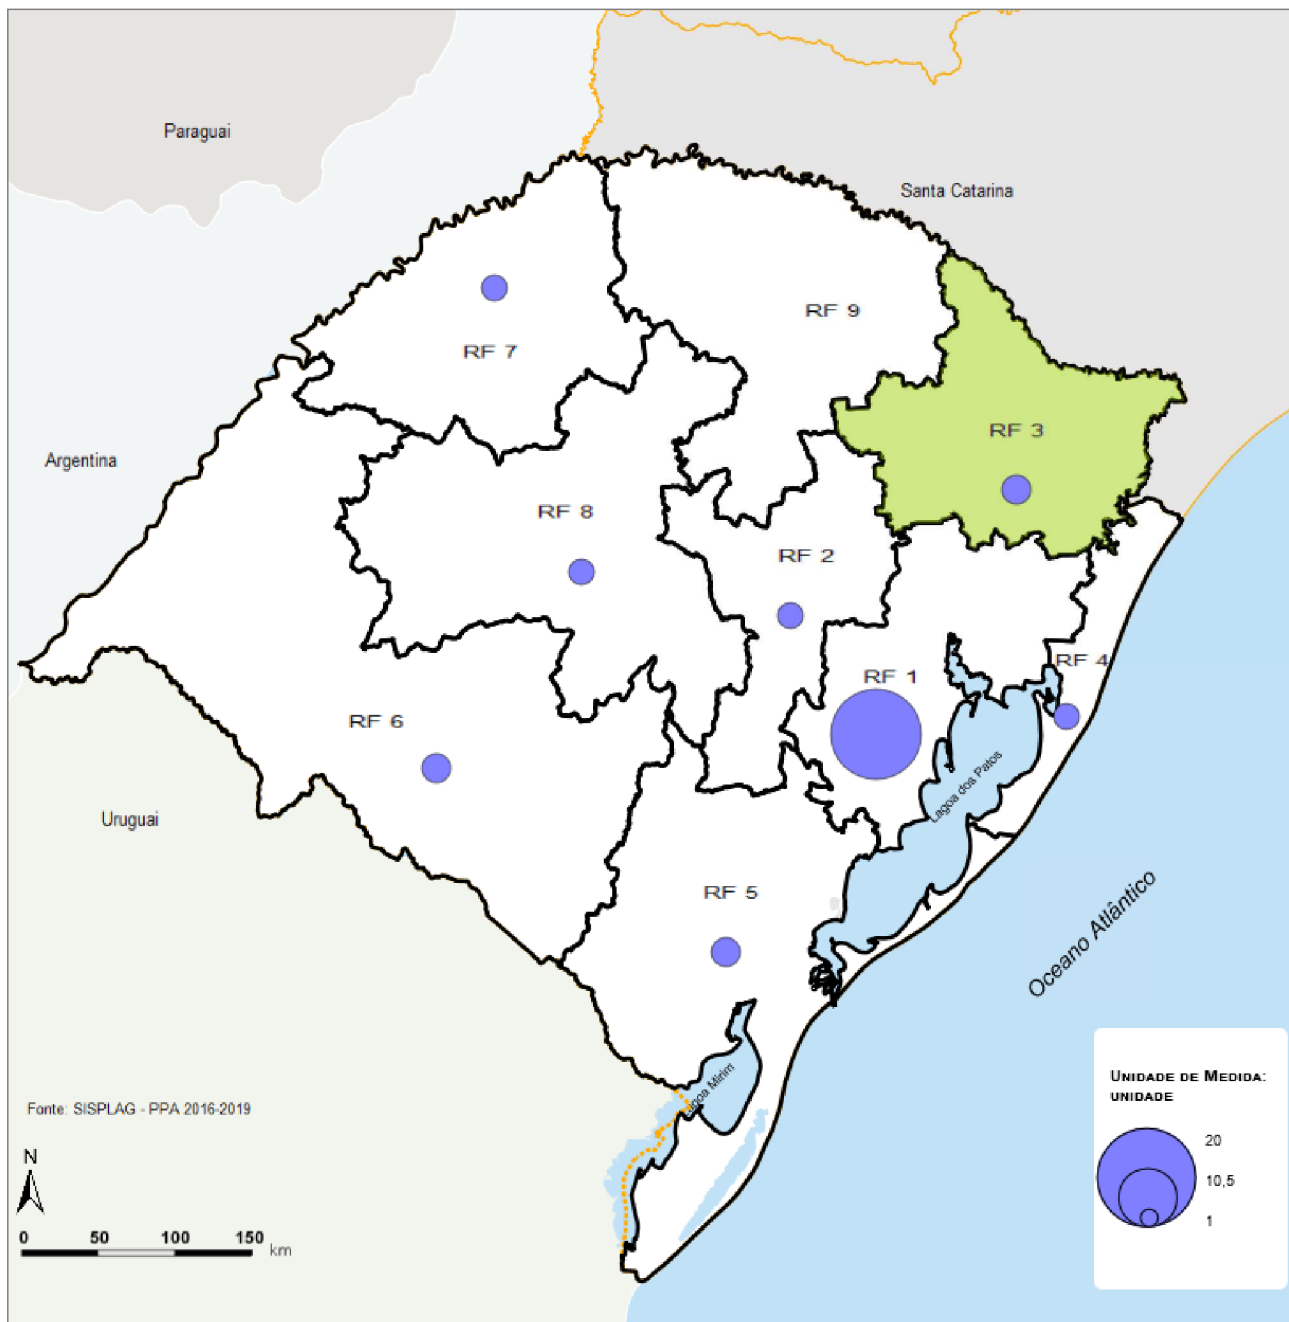 Paraguai
Santa Catarina
RF 9
RF 7
RF 3
Argentina
RF 8
RF 2
RF 4
RF 1
RF 6
Lagoa dos Patos
Uruguai
RF 5
Oceano Atlântico
UNIDADE DE MEDIDA:
UNIDADE
20
10,5
1
Lagoa Mirim
Fonte: SISPLAG - PPA 2016-2019
N
0 50 100 150
km